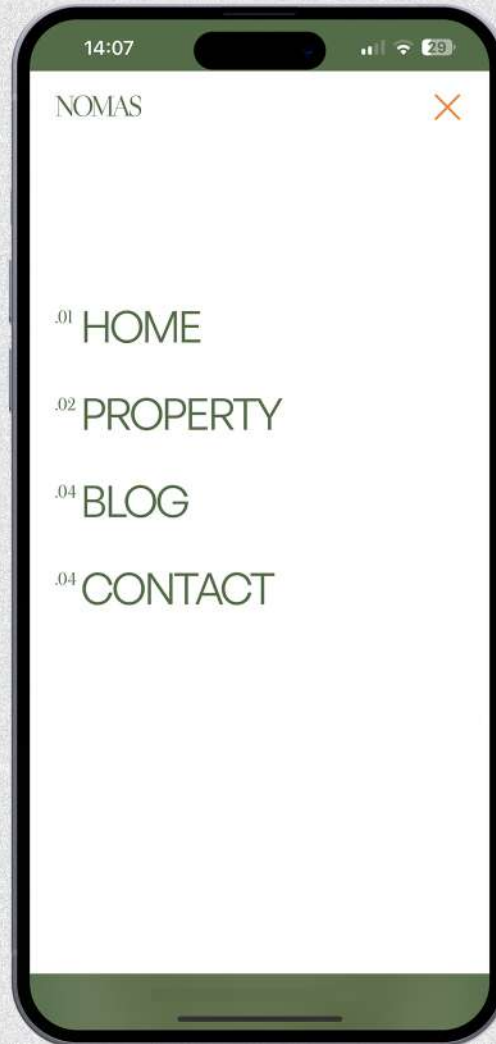 14:07 29
NOMAS
.01 HOME
.02 PROPERTY
.04 BLOG
.04 CONTACT